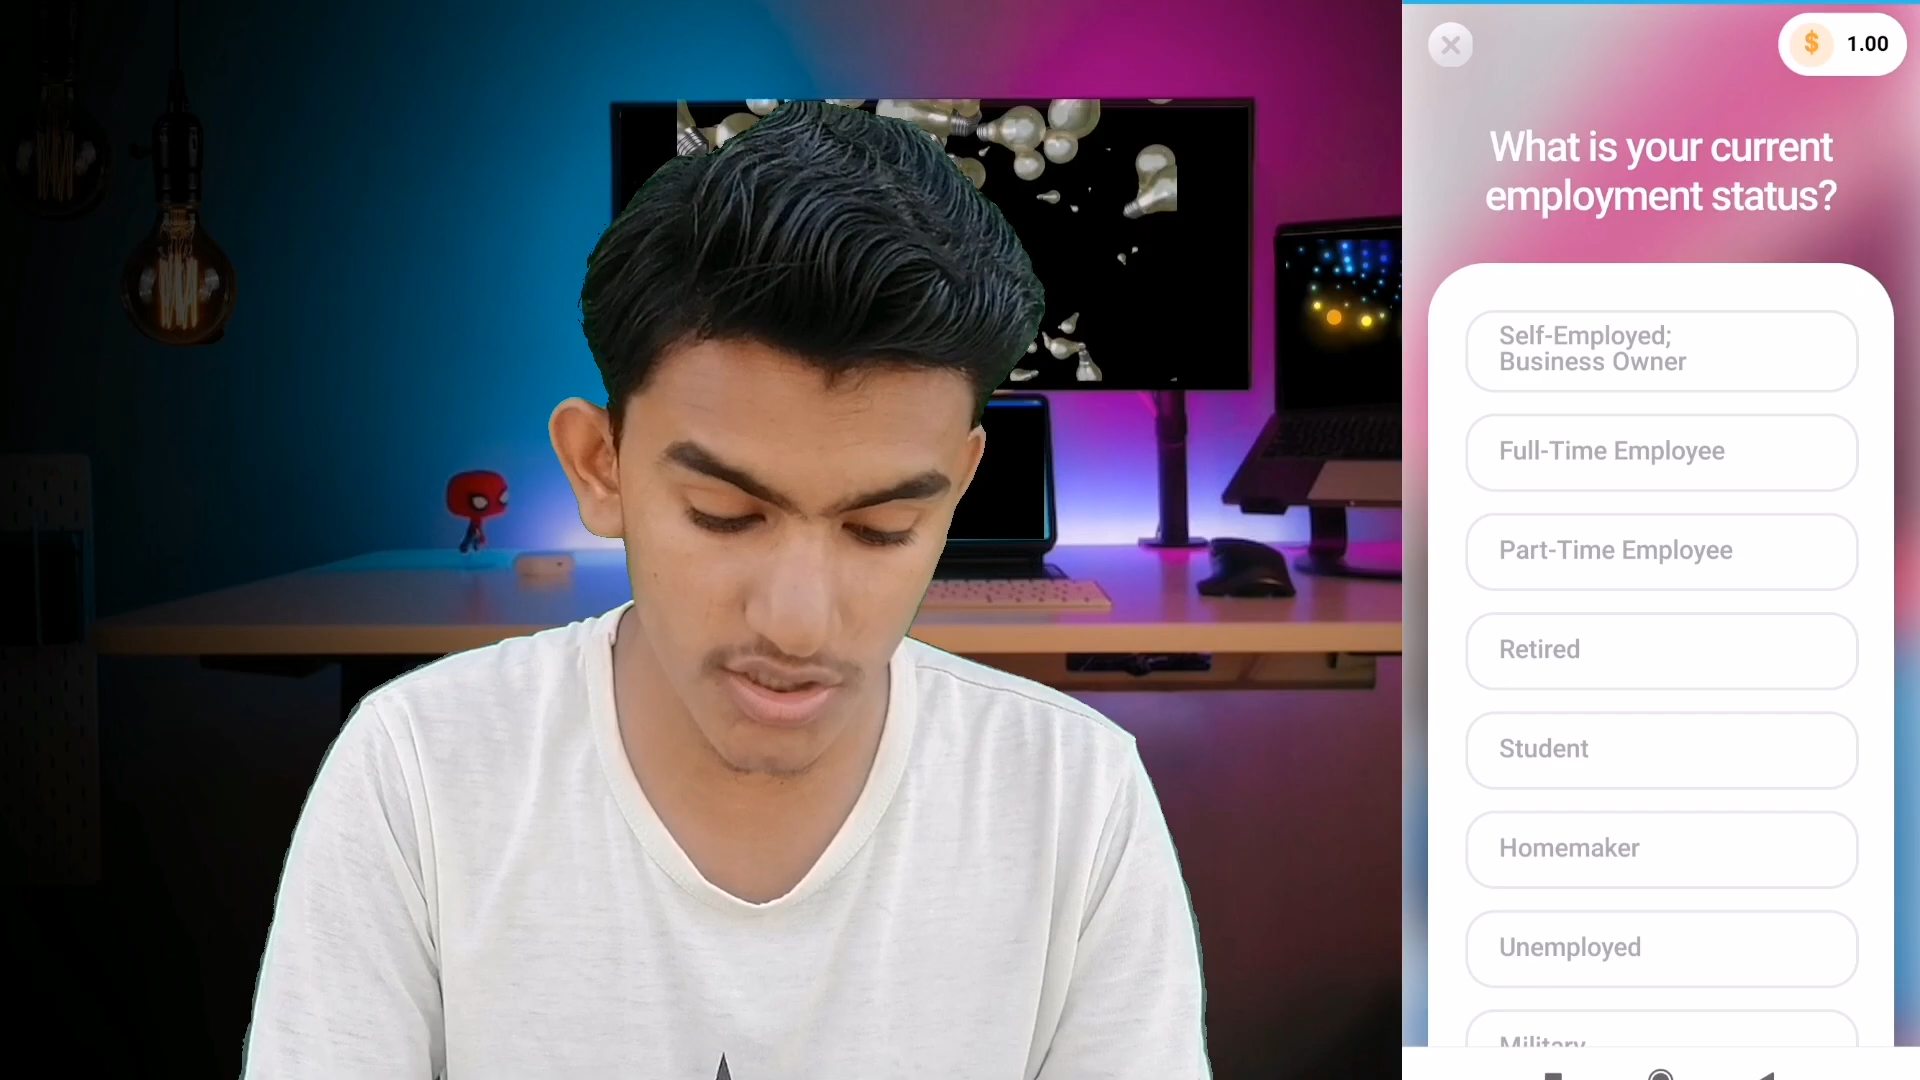 $ 1.00
What is your current
employment status?
Self-Employed;
Business Owner
Full-Time Employee
Part-Time Employee
Retired
Student
Homemaker
Unemployed
Military